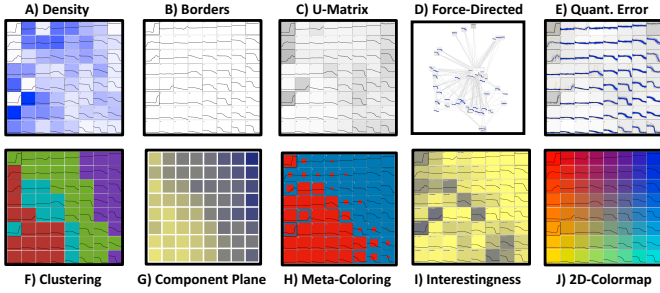 A) Density
B) Borders
C) U-Matrix
D) Force-Directed
E) Quant. Error
F) Clustering
G) Component Plane
H) Meta-Coloring
I) Interestingness
J) 2D-Colormap